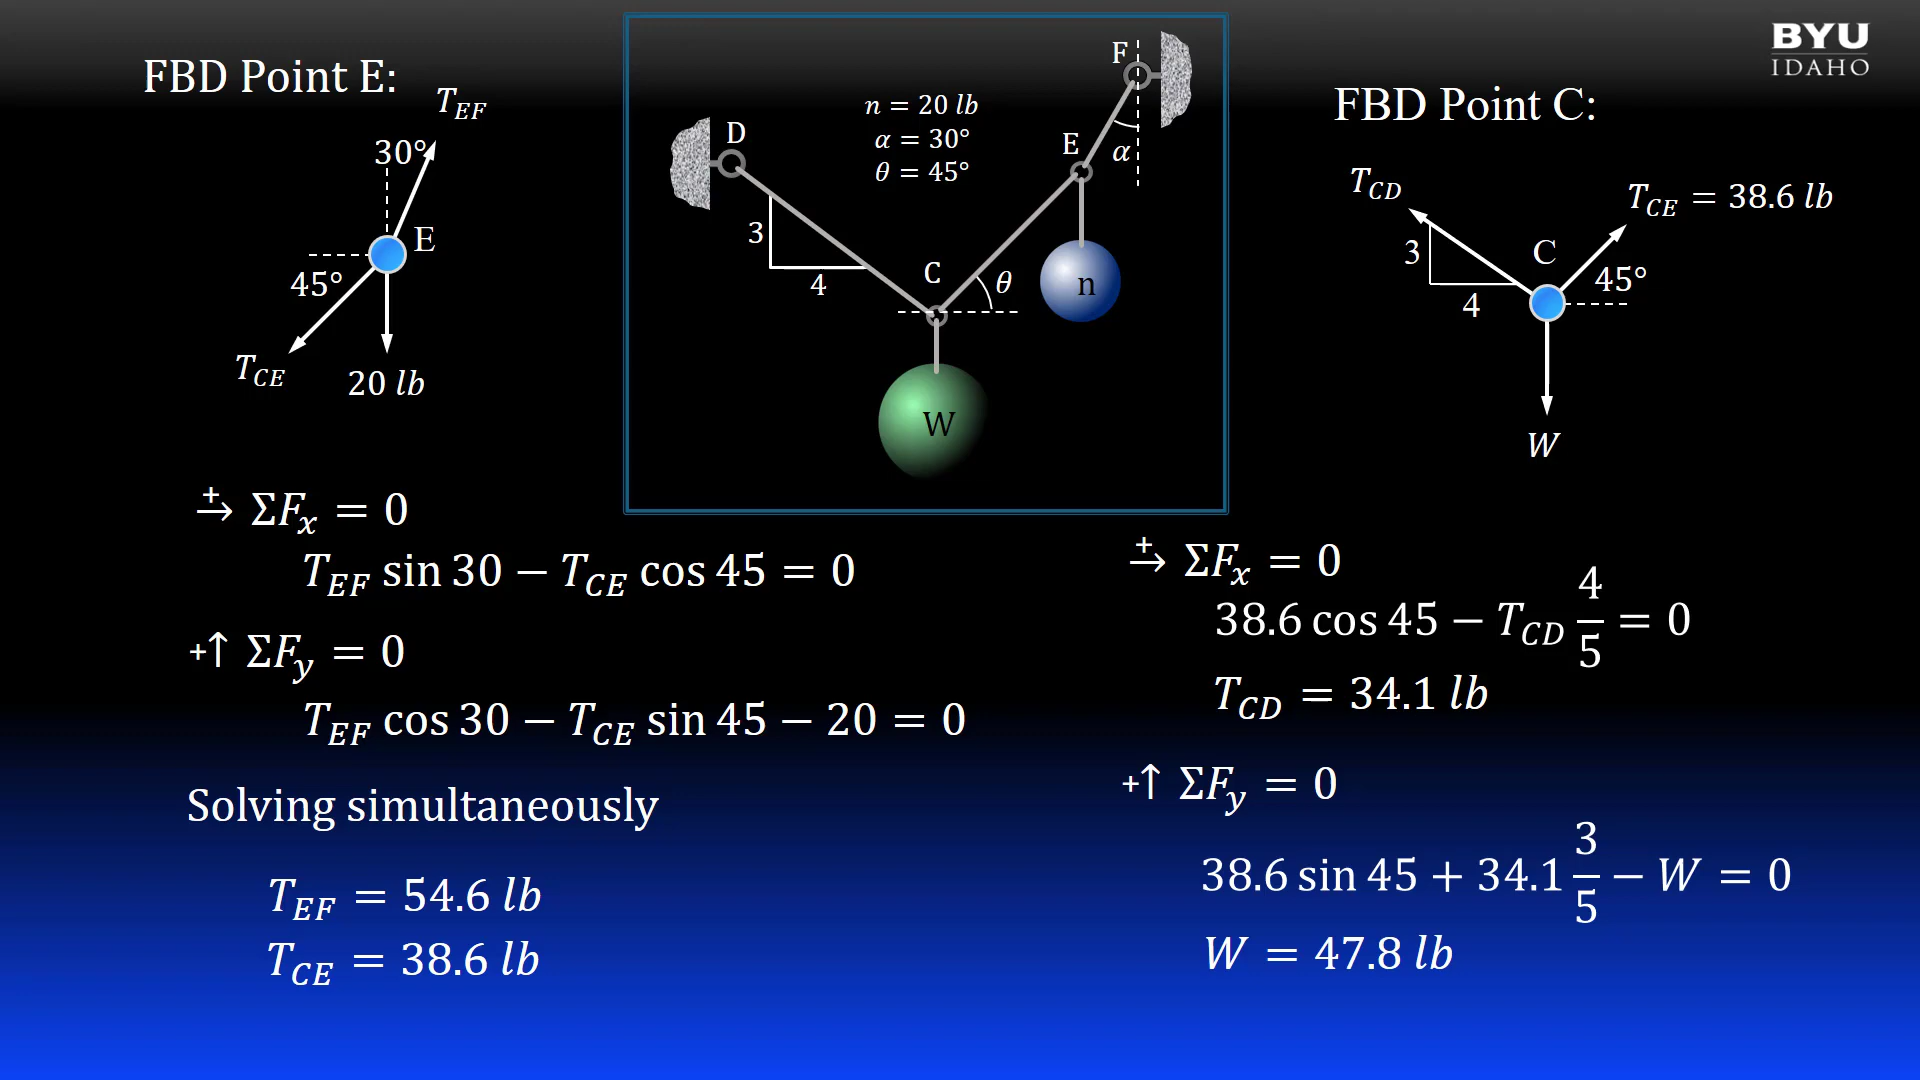 FBD Point E:
T_EF
30°
E
45°
T_CE
20 lb
→+ ΣF_x = 0
T_EF sin 30 − T_CE cos 45 = 0
+↑ ΣF_y = 0
T_EF cos 30 − T_CE sin 45 − 20 = 0
Solving simultaneously
T_EF = 54.6 lb
T_CE = 38.6 lb
n = 20 lb
α = 30°
θ = 45°
D
F
E
α
3
4
C
θ
n
W
BYU
IDAHO
FBD Point C:
T_CD
T_CE = 38.6 lb
3
4
C
45°
W
→+ ΣF_x = 0
38.6 cos 45 − T_CD 4/5 = 0
T_CD = 34.1 lb
+↑ ΣF_y = 0
38.6 sin 45 + 34.1 3/5 − W = 0
W = 47.8 lb